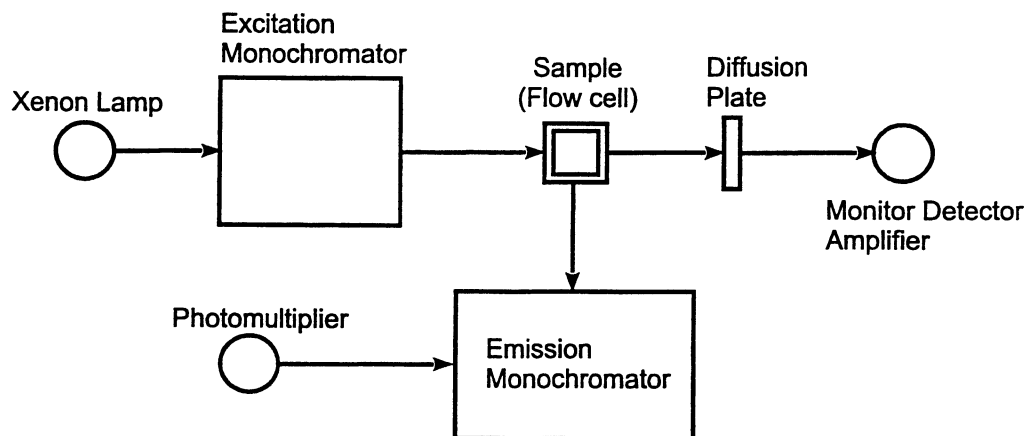 Excitation
Monochromator
Xenon Lamp
Sample
(Flow cell)
Diffusion
Plate
Monitor Detector
Amplifier
Photomultiplier
Emission
Monochromator